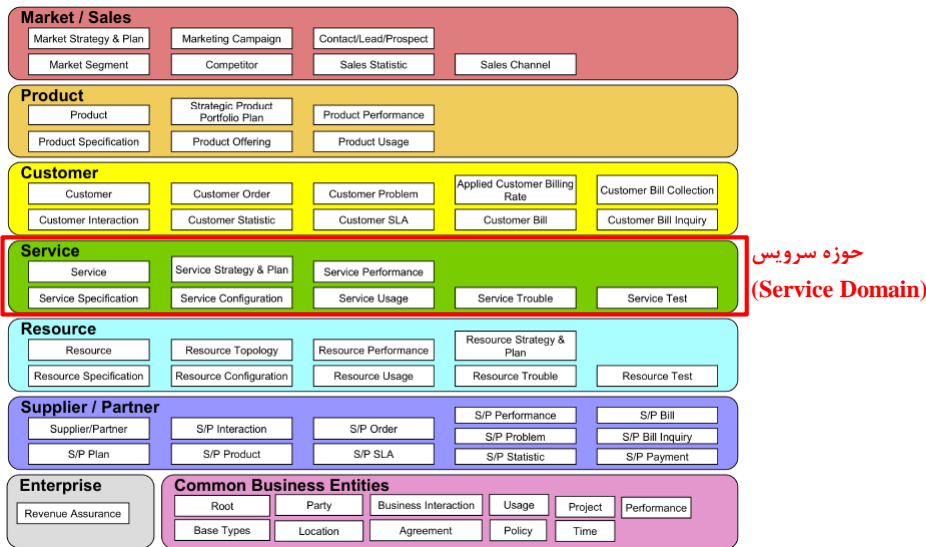 Market / Sales
Market Strategy & Plan
Marketing Campaign
Contact/Lead/Prospect
Market Segment
Competitor
Sales Statistic
Sales Channel
Product
Product
Strategic Product
Portfolio Plan
Product Performance
Product Specification
Product Offering
Product Usage
Customer
Customer
Customer Order
Customer Problem
Applied Customer Billing
Rate
Customer Bill Collection
Customer Interaction
Customer Statistic
Customer SLA
Customer Bill
Customer Bill Inquiry
Service
Service
Service Strategy & Plan
Service Performance
Service Specification
Service Configuration
Service Usage
Service Trouble
Service Test
حوزه سرویس
(Service Domain)
Resource
Resource
Resource Topology
Resource Performance
Resource Strategy &
Plan
Resource Specification
Resource Configuration
Resource Usage
Resource Trouble
Resource Test
Supplier / Partner
Supplier/Partner
S/P Interaction
S/P Order
S/P Performance
S/P Bill
S/P Problem
S/P Bill Inquiry
S/P Plan
S/P Product
S/P SLA
S/P Statistic
S/P Payment
Enterprise
Revenue Assurance
Common Business Entities
Root
Party
Business Interaction
Usage
Project
Performance
Base Types
Location
Agreement
Policy
Time